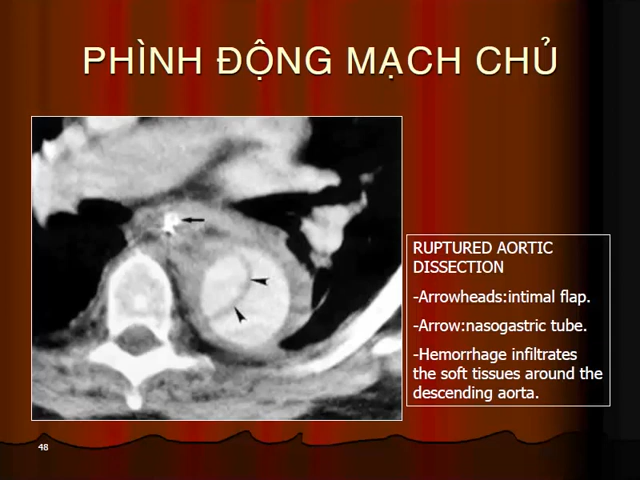 PHÌNH ĐỘNG MẠCH CHỦ
RUPTURED AORTIC
DISSECTION
-Arrowheads:intimal flap.
-Arrow:nasogastric tube.
-Hemorrhage infiltrates
the soft tissues around the
descending aorta.
48